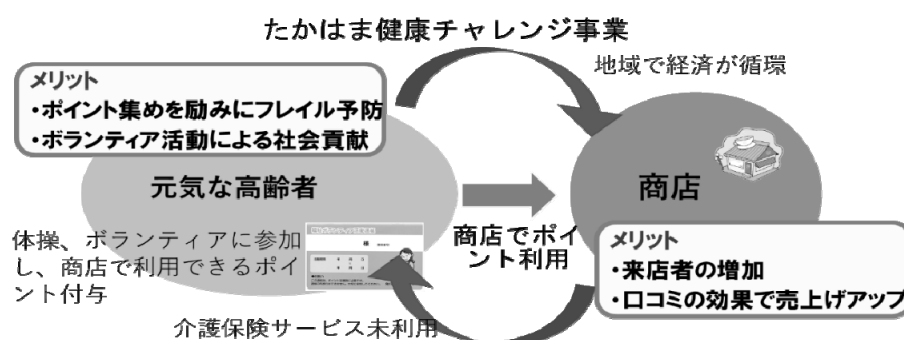 たかはま健康チャレンジ事業
地域で経済が循環
メリット
・ポイント集めを励みにフレイル予防
・ボランティア活動による社会貢献
元気な高齢者
商店
体操、ボランティアに参加
し、商店で利用できるポイ
ント付与
商店でポイ
ント利用
メリット
・来店者の増加
・口コミの効果で売上げアップ
介護保険サービス未利用